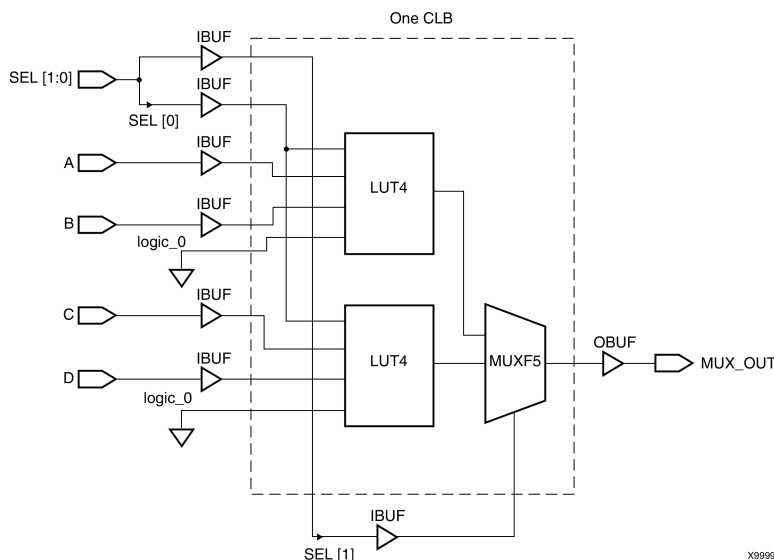 One CLB
IBUF
SEL [1:0]
IBUF
SEL [0]
IBUF
A
LUT4
IBUF
B
logic_0
IBUF
C
OBUF
LUT4
MUXF5
MUX_OUT
IBUF
D
logic_0
IBUF
SEL [1]
X9999